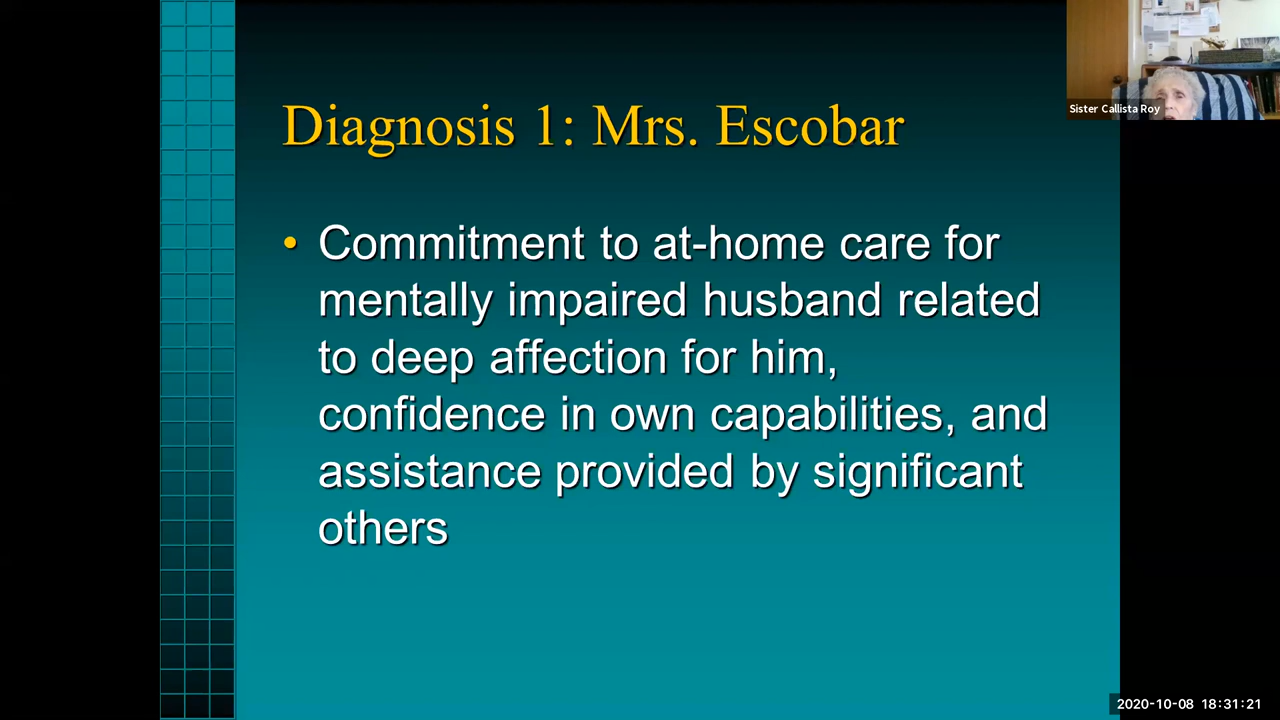 Diagnosis 1: Mrs. Escobar
• Commitment to at-home care for
mentally impaired husband related
to deep affection for him,
confidence in own capabilities, and
assistance provided by significant
others
Sister Callista Roy
2020-10-08 18:31:21